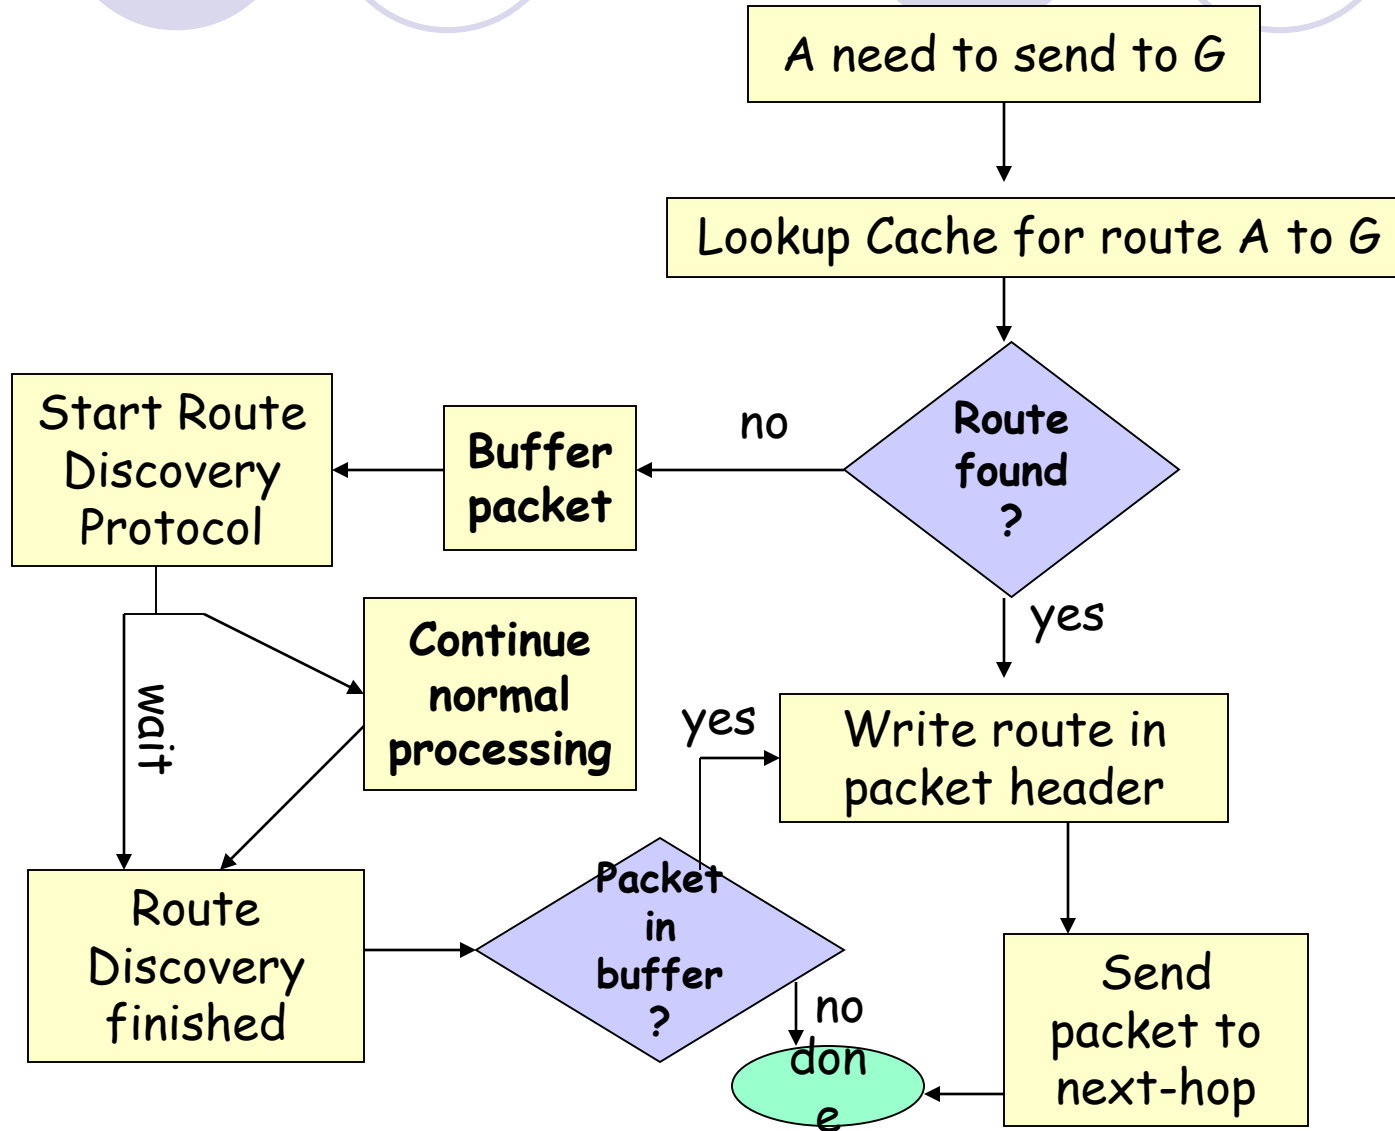 A need to send to G
Lookup Cache for route A to G
Route
found
?
no
Buffer
packet
Start Route
Discovery
Protocol
yes
Continue
normal
processing
wait
yes
Write route in
packet header
Packet
in
buffer
?
Route
Discovery
finished
no
don
e
Send
packet to
next-hop